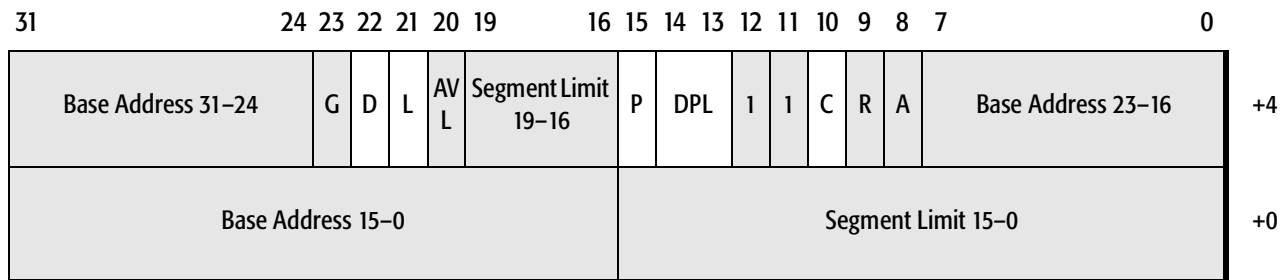 31 24 23 22 21 20 19 16 15 14 13 12 11 10 9 8 7 0
Base Address 31–24 G D L AV L Segment Limit 19–16 P DPL 1 1 C R A Base Address 23–16 +4
Base Address 15–0 Segment Limit 15–0 +0